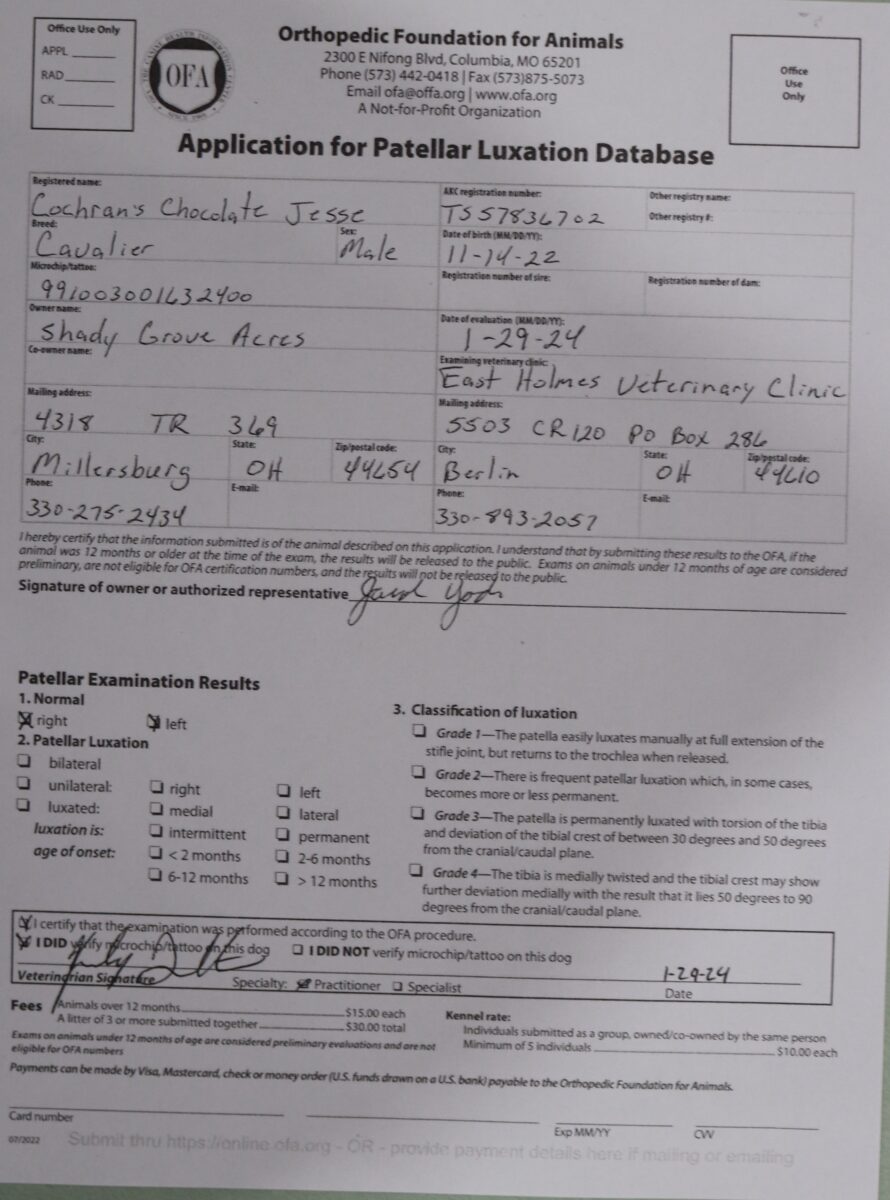 Office Use Only
APPL
RAD
CK
OFA
Orthopedic Foundation for Animals
2300 E Nifong Blvd, Columbia, MO 65201
Phone (573) 442-0418 | Fax (573)875-5073
Email ofa@offa.org | www.ofa.org
A Not-for-Profit Organization
Office
Use
Only
Application for Patellar Luxation Database
Registered name:
Cochran's Chocolate Jesse
AKC registration number:
TS57836702
Other registry name:
Other registry #:
Breed:
Cavalier
Sex:
Male
Date of birth (MM/DD/YY):
11-14-22
Microchip/tattoo:
991003001632400
Registration number of sire:
Registration number of dam:
Owner name:
Shady Grove Acres
Date of evaluation (MM/DD/YY):
1-29-24
Co-owner name:
Examining veterinary clinic:
East Holmes Veterinary Clinic
Mailing address:
4318 TR 369
Mailing address:
5503 CR 120 PO Box 286
City:
Millersburg
State:
OH
Zip/postal code:
44654
City:
Berlin
State:
OH
Zip/postal code:
44610
Phone:
330-275-2434
E-mail:
Phone:
330-893-2057
E-mail:
I hereby certify that the information submitted is of the animal described on this application. I understand that by submitting these results to the OFA, if the
animal was 12 months or older at the time of the exam, the results will be released to the public. Exams on animals under 12 months of age are considered
preliminary, are not eligible for OFA certification numbers, and the results will not be released to the public.
Signature of owner or authorized representative
Patellar Examination Results
1. Normal
right left
2. Patellar Luxation
bilateral
unilateral: right left
luxated: medial lateral
luxation is: intermittent permanent
age of onset: < 2 months 2-6 months
6-12 months > 12 months
3. Classification of luxation
Grade 1—The patella easily luxates manually at full extension of the
stifle joint, but returns to the trochlea when released.
Grade 2—There is frequent patellar luxation which, in some cases,
becomes more or less permanent.
Grade 3—The patella is permanently luxated with torsion of the tibia
and deviation of the tibial crest of between 30 degrees and 50 degrees
from the cranial/caudal plane.
Grade 4—The tibia is medially twisted and the tibial crest may show
further deviation medially with the result that it lies 50 degrees to 90
degrees from the cranial/caudal plane.
I certify that the examination was performed according to the OFA procedure.
I DID verify microchip/tattoo on this dog I DID NOT verify microchip/tattoo on this dog
1-29-24
Veterinarian Signature Specialty: Practitioner Specialist Date
Fees
Animals over 12 months $15.00 each
A litter of 3 or more submitted together $30.00 total
Exams on animals under 12 months of age are considered preliminary evaluations and are not
eligible for OFA numbers
Kennel rate:
Individuals submitted as a group, owned/co-owned by the same person
Minimum of 5 individuals $10.00 each
Payments can be made by Visa, Mastercard, check or money order (U.S. funds drawn on a U.S. bank) payable to the Orthopedic Foundation for Animals.
Card number
Exp MM/YY
CVV
07/2022
Submit thru https://online.ofa.org - OR - provide payment details here if mailing or emailing